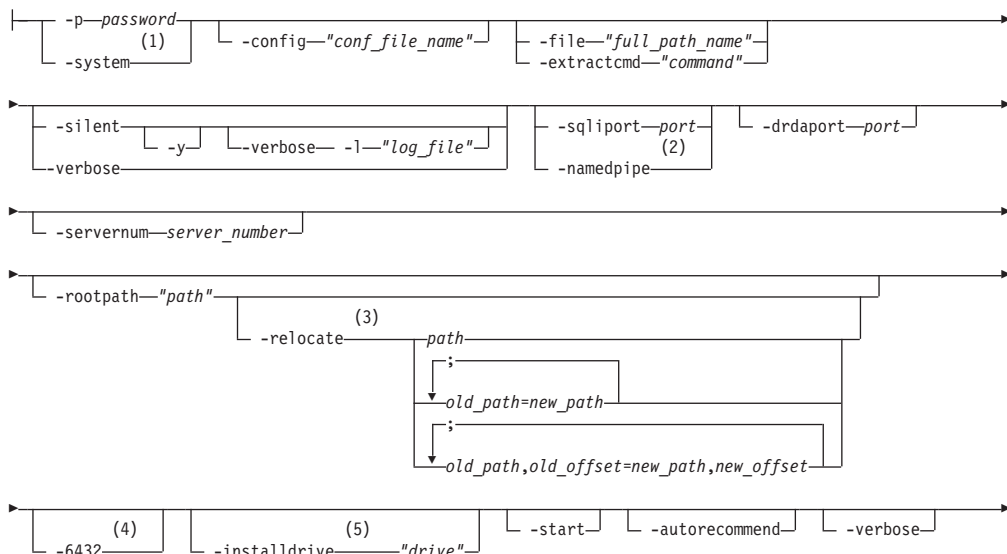 -p password
(1)
-config "conf_file_name"
-file "full_path_name"
-system
-extractcmd "command"
-silent
-sqliport port
-drdaport port
-y
-verbose -l "log_file"
(2)
-verbose
-namedpipe
-servernum server_number
-rootpath "path"
(3)
-relocate path
;
old_path=new_path
;
old_path,old_offset=new_path,new_offset
(4) (5)
-start -autorecommend -verbose
-6432 -installdrive "drive"